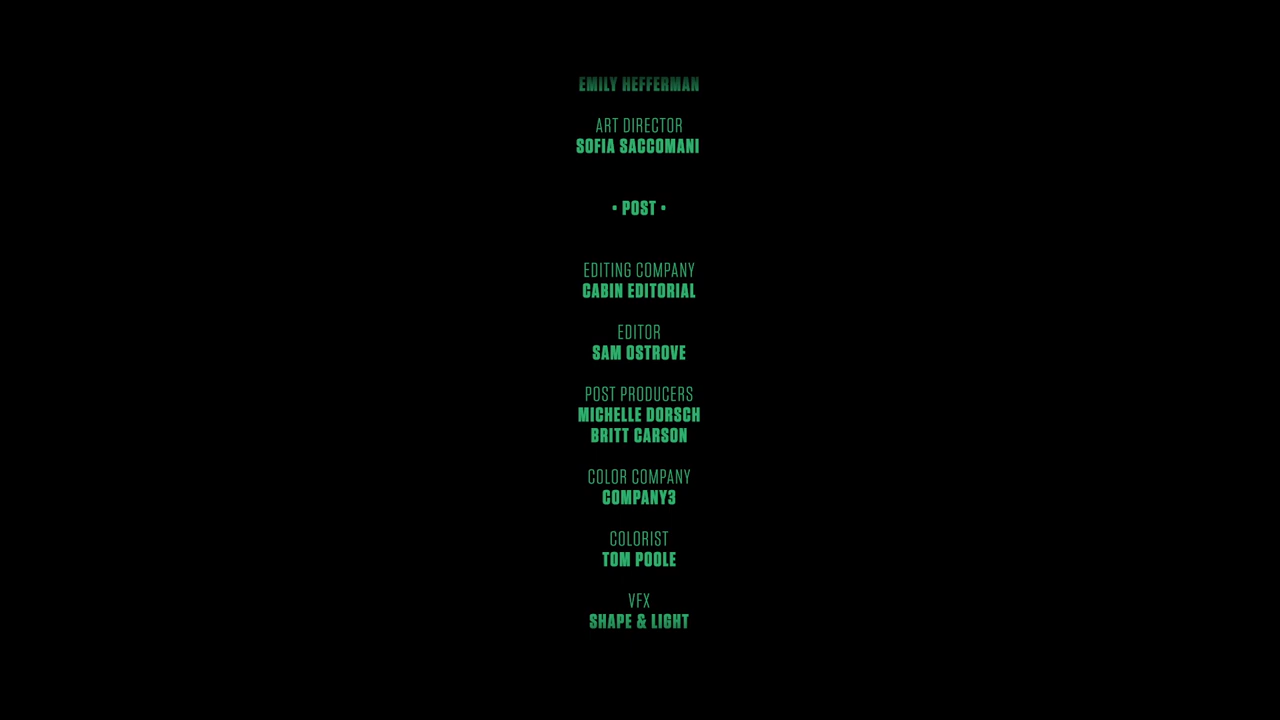 EMILY HEFFERMAN
ART DIRECTOR
SOFIA SACCOMANI
• POST •
EDITING COMPANY
CABIN EDITORIAL
EDITOR
SAM OSTROVE
POST PRODUCERS
MICHELLE DORSCH
BRITT CARSON
COLOR COMPANY
COMPANY3
COLORIST
TOM POOLE
VFX
SHAPE & LIGHT